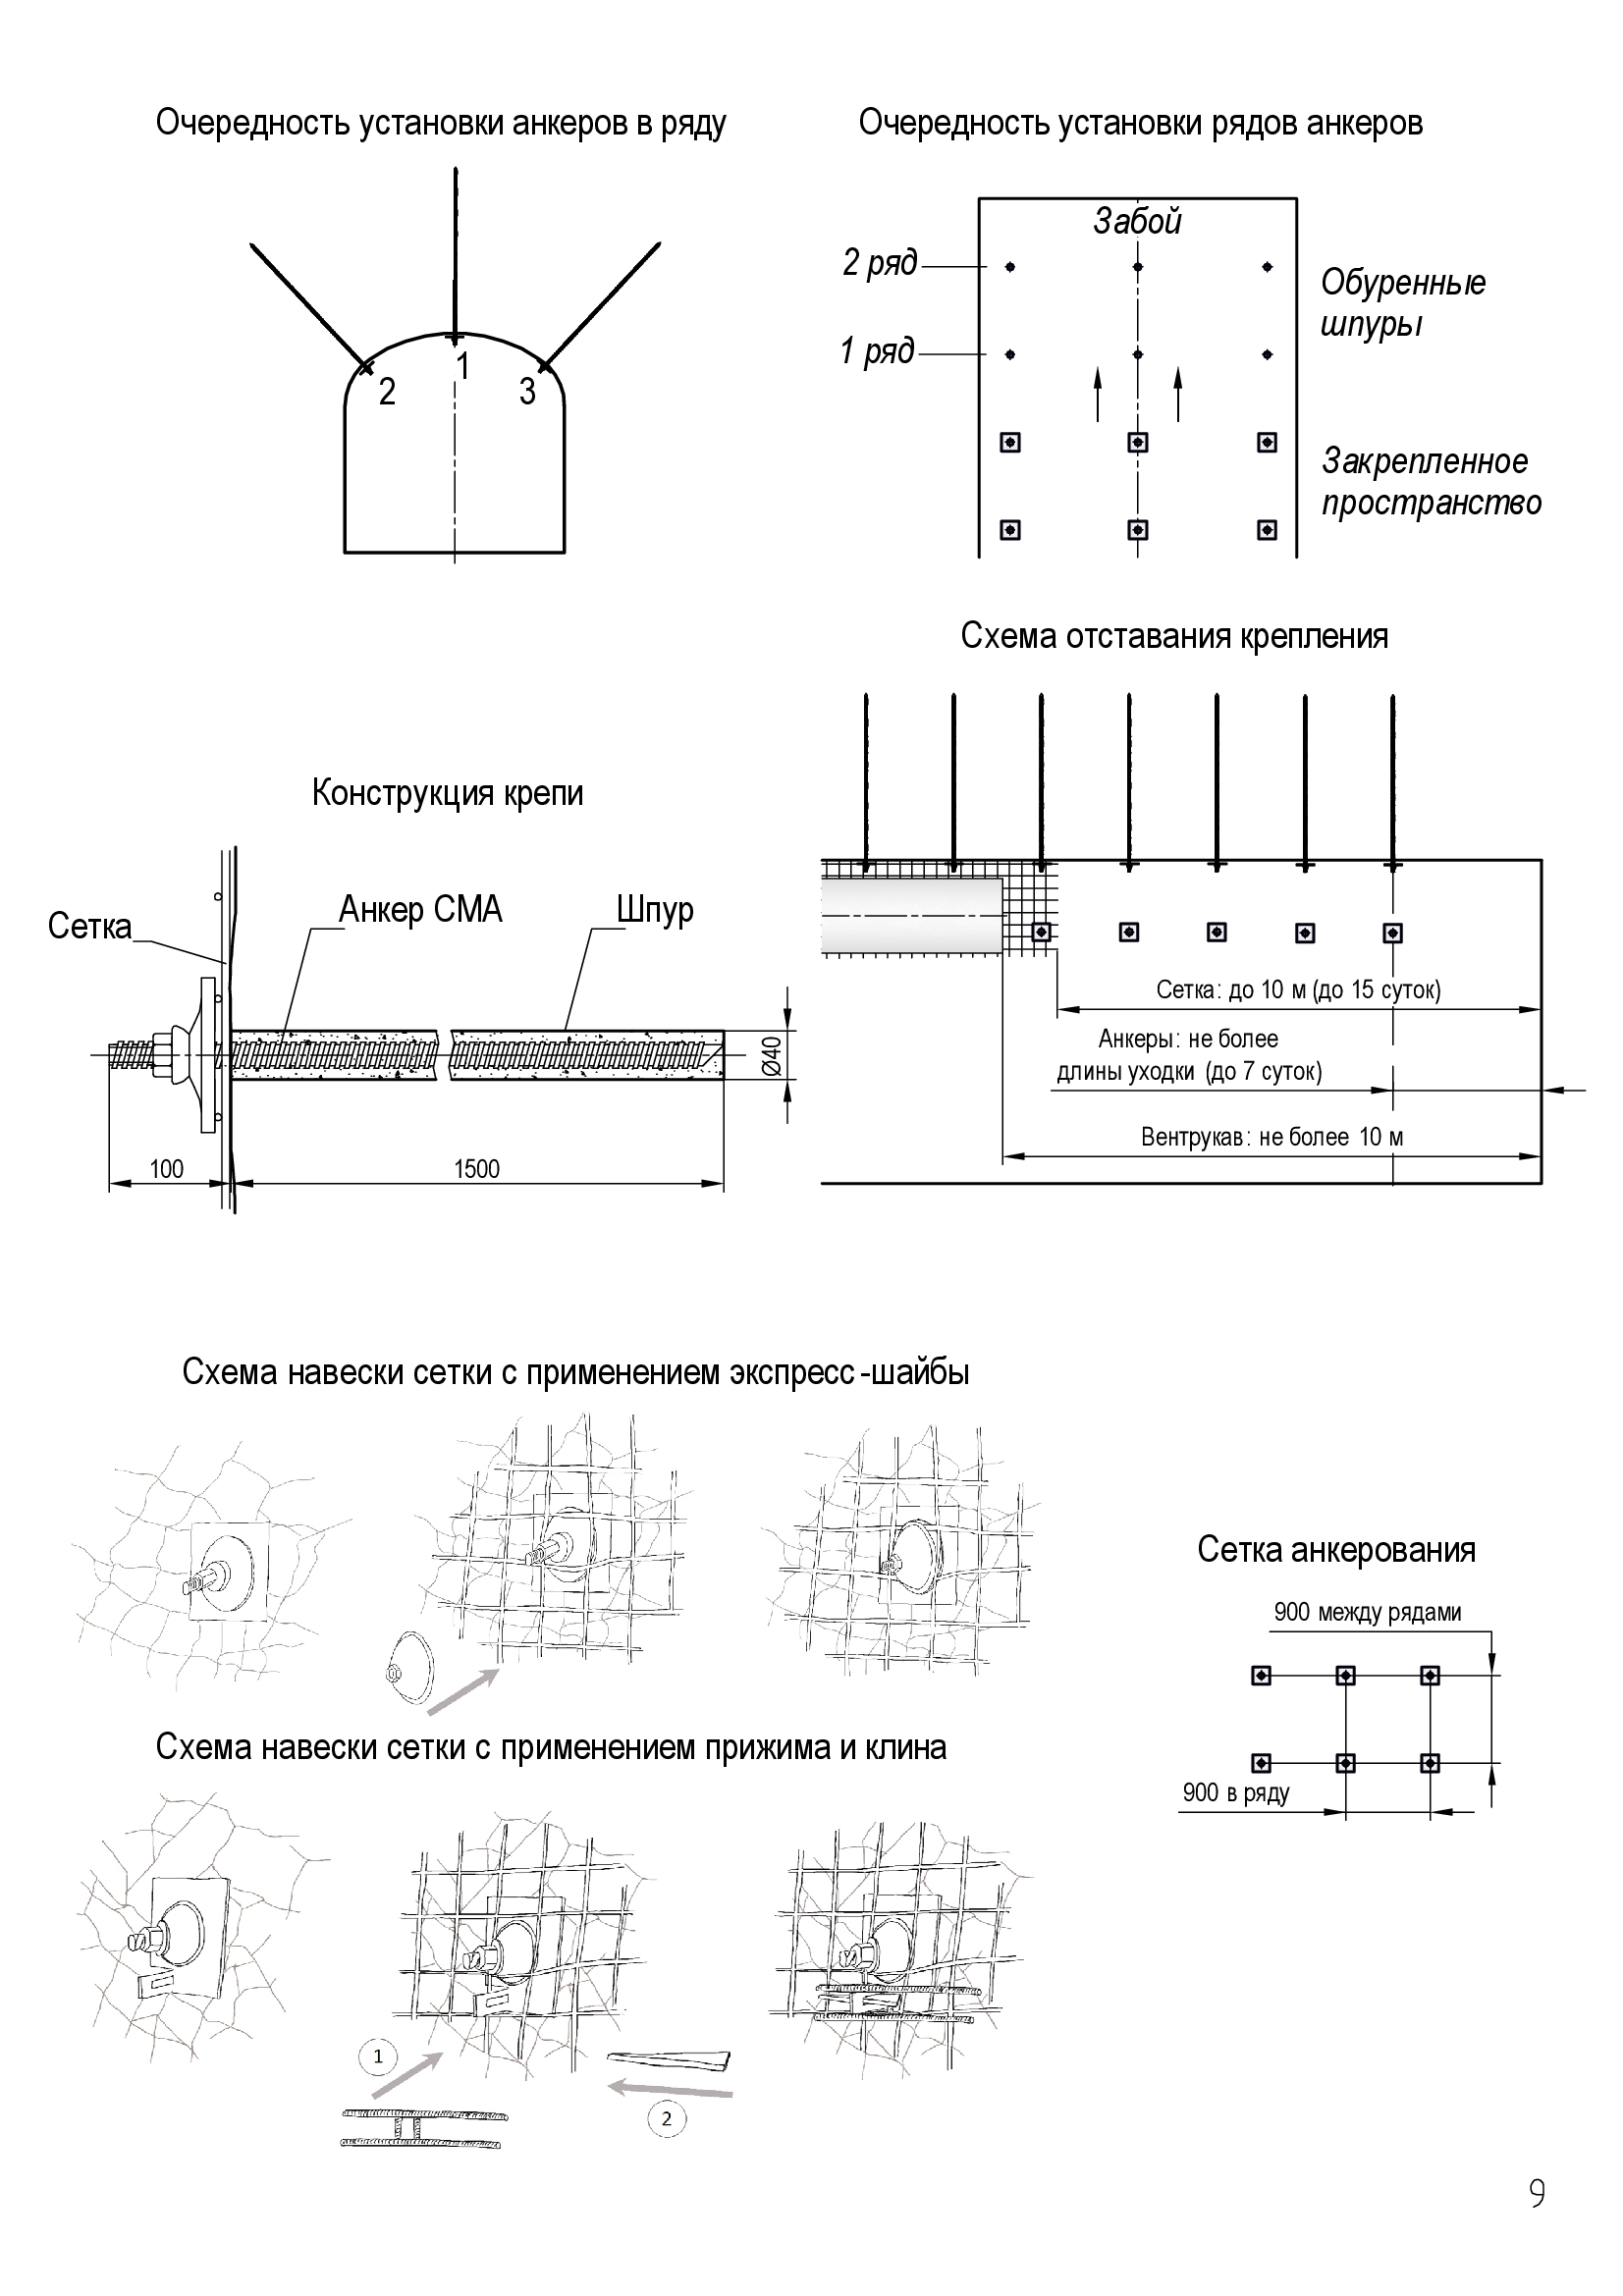 Очередность установки анкеров в ряду
1
2
3
Очередность установки рядов анкеров
Забой
2 ряд
1 ряд
Обуренные
шпуры
Закрепленное
пространство
Конструкция крепи
Сетка
Анкер СМА
Шпур
Ø40
100
1500
Схема отставания крепления
Сетка: до 10 м (до 15 суток)
Анкеры: не более
длины уходки (до 7 суток)
Вентрукав: не более 10 м
Схема навески сетки с применением экспресс-шайбы
Сетка анкерования
900 между рядами
900 в ряду
Схема навески сетки с применением прижима и клина
1
2
9